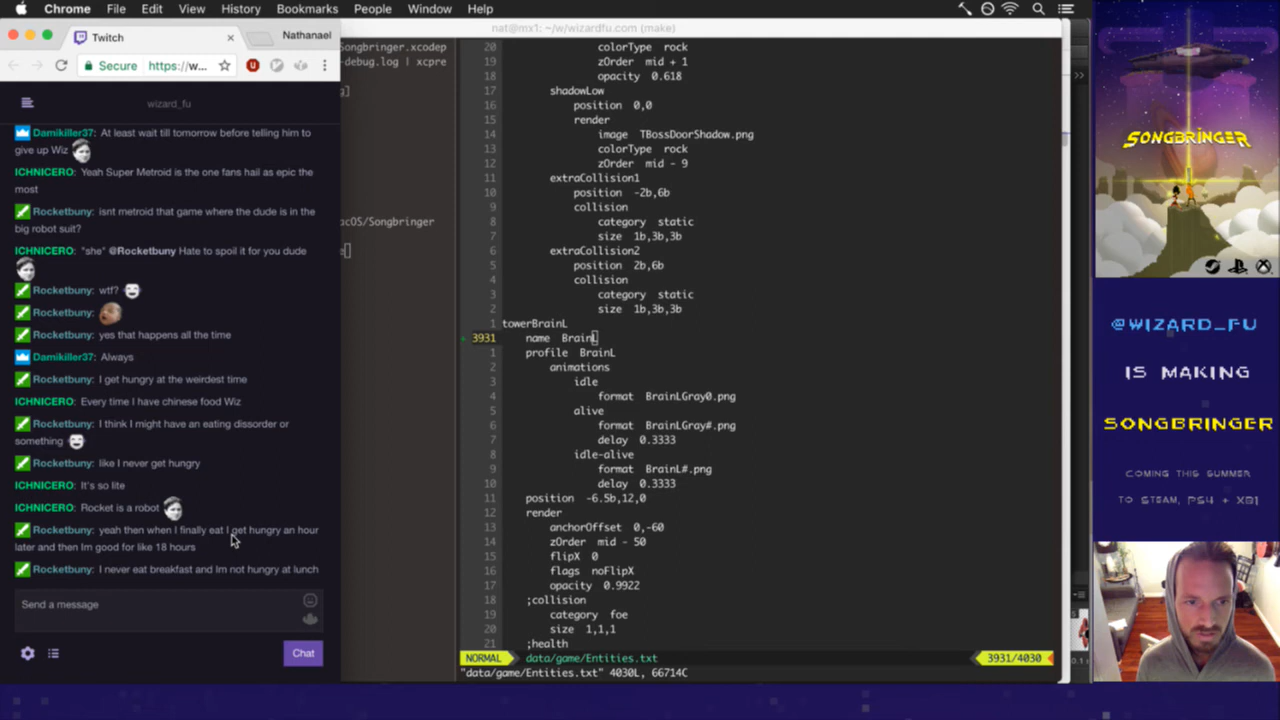 Chrome File Edit View History Bookmarks People Window Help
Twitch
Nathanael
Secure https://w...
wizard_fu
Damikiller37: At least wait till tomorrow before telling him to
give up Wiz
ICHNICERO: Yeah Super Metroid is the one fans hail as epic the
most
Rocketbuny: isnt metroid that game where the dude is in the
big robot suit?
ICHNICERO: "she" @Rocketbuny Hate to spoil it for you dude
Rocketbuny: wtf?
Rocketbuny:
Rocketbuny: yes that happens all the time
Damikiller37: Always
Rocketbuny: I get hungry at the weirdest time
ICHNICERO: Every time I have chinese food Wiz
Rocketbuny: I think I might have an eating dissorder or
something
Rocketbuny: like I never get hungry
ICHNICERO: It's so lite
ICHNICERO: Rocket is a robot
Rocketbuny: yeah then when I finally eat I get hungry an hour
later and then Im good for like 18 hours
Rocketbuny: I never eat breakfast and Im not hungry at lunch
Send a message
Chat
Songbringer.xcodep
-debug.log | xcpre
g]
acOS/Songbringer
e[]
nat@mx1: ~/w/wizardfu.com (make)
20 colorType rock
19 zOrder mid + 1
18 opacity 0.618
17 shadowLow
16 position 0,0
15 render
14 image TBossDoorShadow.png
13 colorType rock
12 zOrder mid - 9
11 extraCollision1
10 position -2b,6b
9 collision
8 category static
7 size 1b,3b,3b
6 extraCollision2
5 position 2b,6b
4 collision
3 category static
2 size 1b,3b,3b
1 towerBrainL
3931 name BrainL
1 profile BrainL
2 animations
3 idle
4 format BrainLGray0.png
5 alive
6 format BrainLGray#.png
7 delay 0.3333
8 idle-alive
9 format BrainL#.png
10 delay 0.3333
11 position -6.5b,12,0
12 render
13 anchorOffset 0,-60
14 zOrder mid - 50
15 flipX 0
16 flags noFlipX
17 opacity 0.9922
18 ;collision
19 category foe
20 size 1,1,1
21 ;health
NORMAL data/game/Entities.txt 3931/4030
"data/game/Entities.txt" 4030L, 66714C
SONGBRINGER
@WIZARD_FU
IS MAKING
SONGBRINGER
COMING THIS SUMMER
TO STEAM, PS4 + XB1